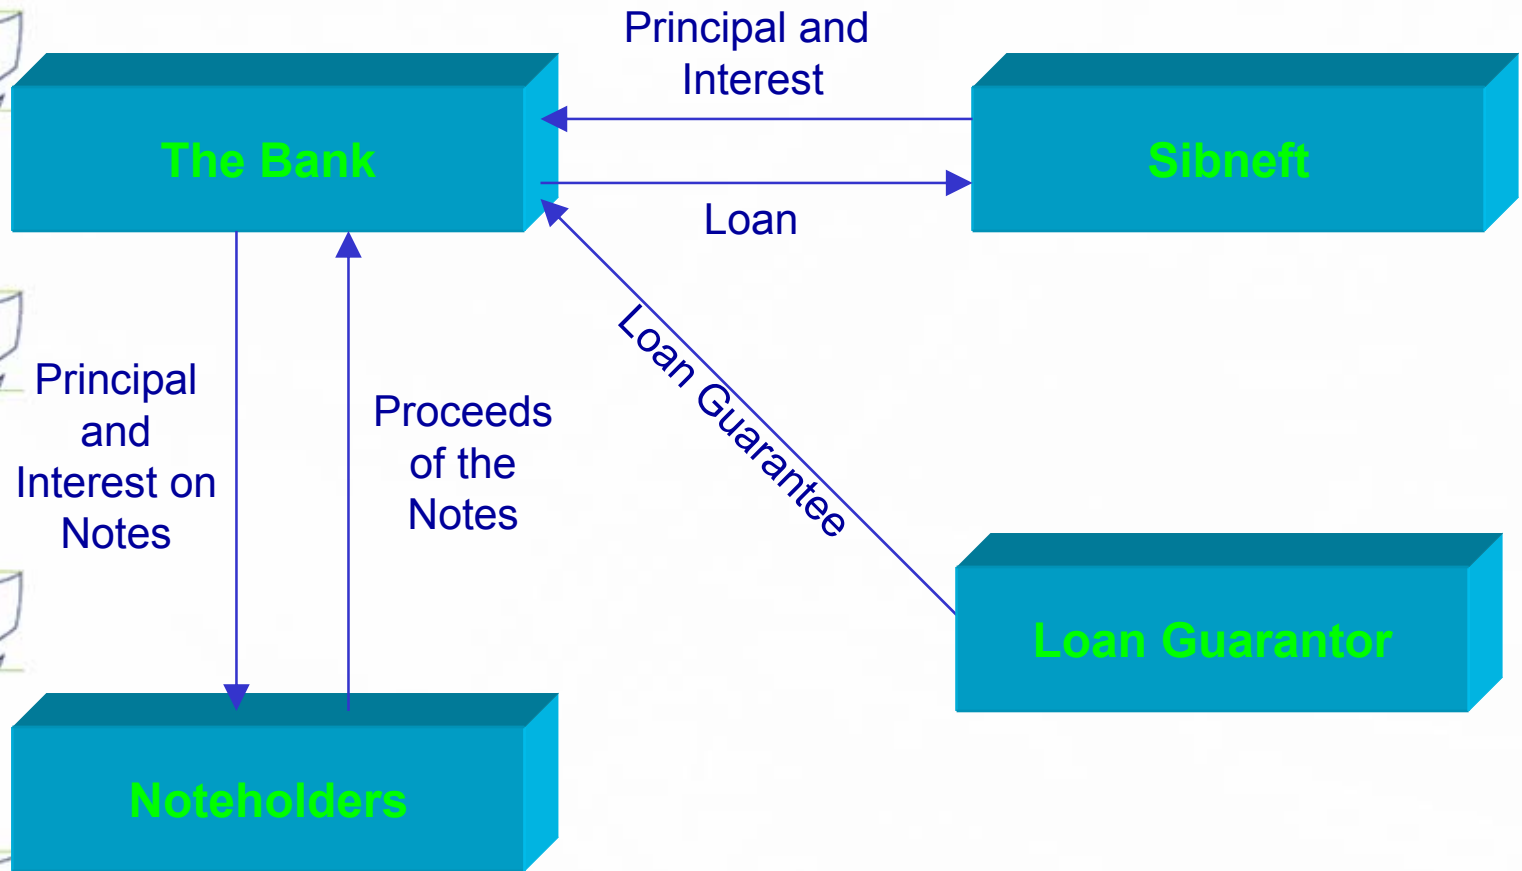 Principal and
Interest
The Bank
Sibneft
Loan
Loan Guarantee
Principal
and
Interest on
Notes
Proceeds
of the
Notes
Loan Guarantor
Noteholders